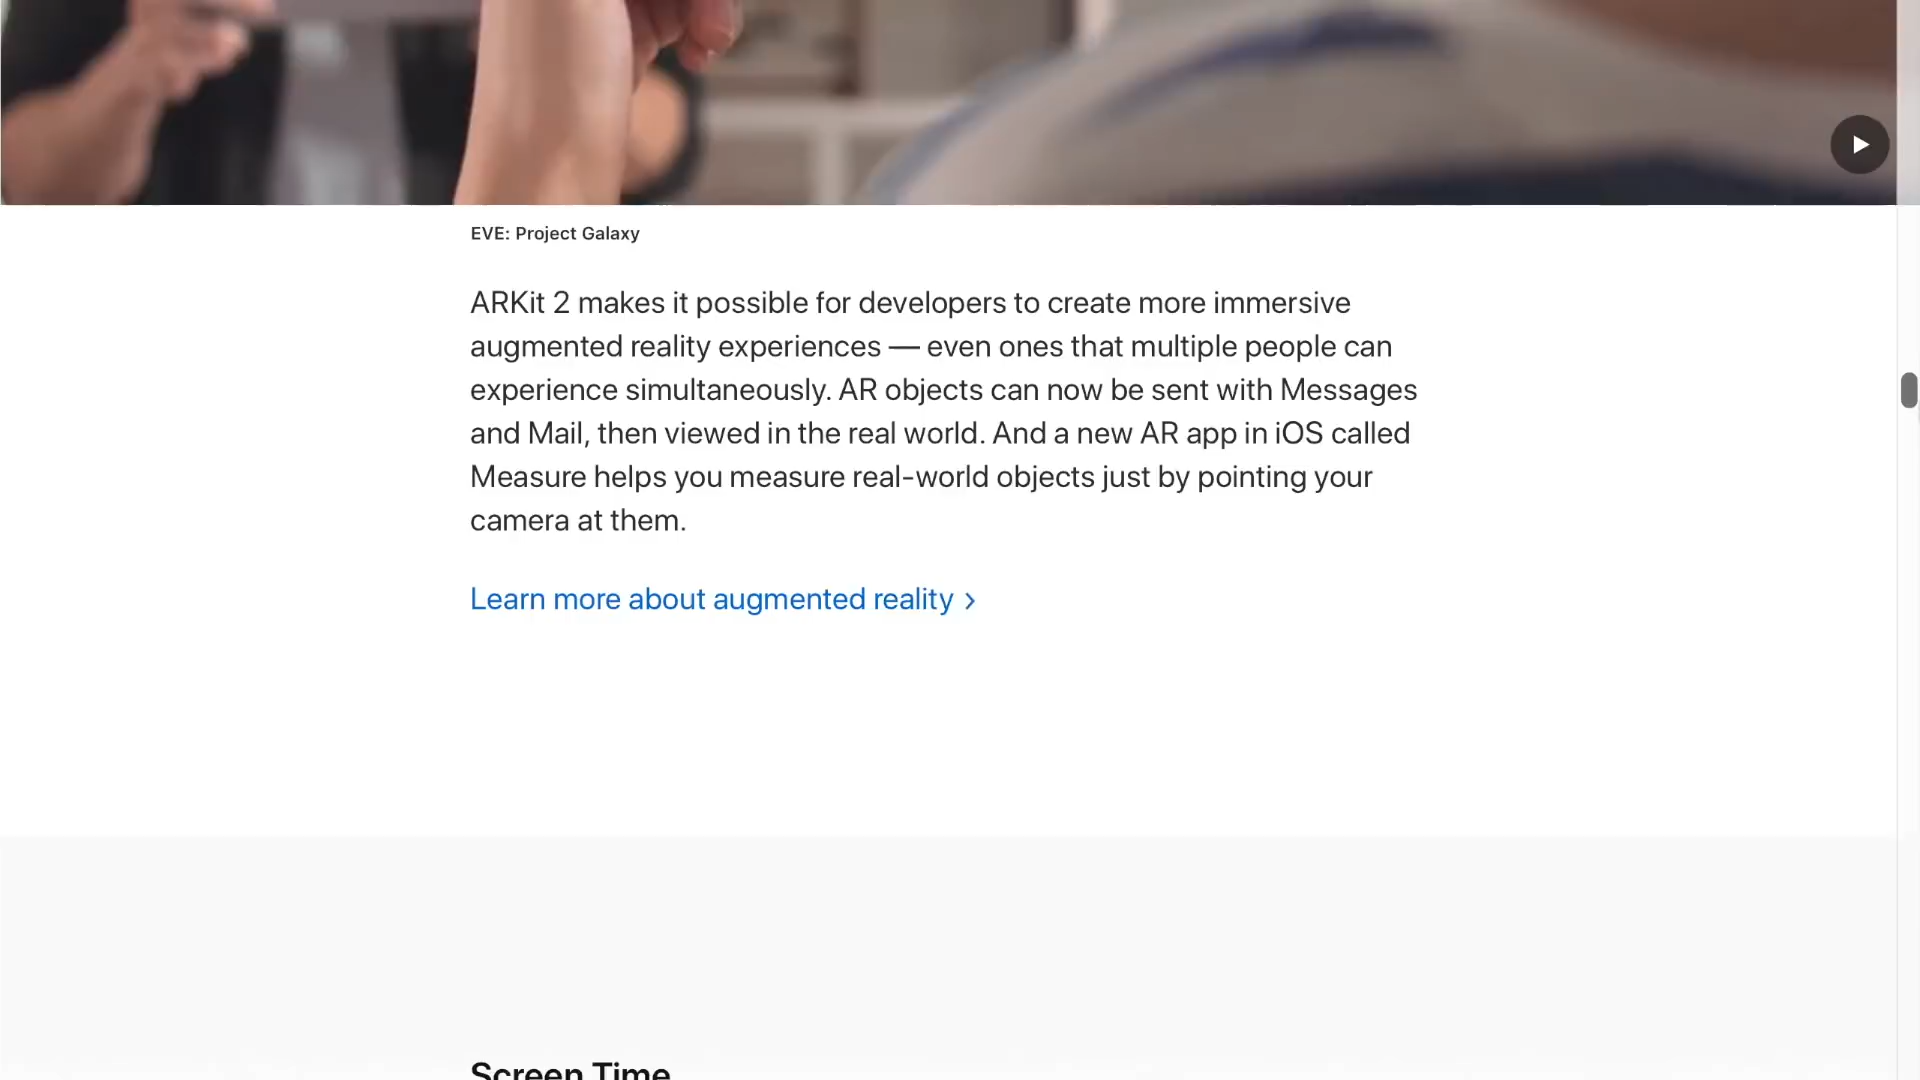 EVE: Project Galaxy
ARKit 2 makes it possible for developers to create more immersive
augmented reality experiences — even ones that multiple people can
experience simultaneously. AR objects can now be sent with Messages
and Mail, then viewed in the real world. And a new AR app in iOS called
Measure helps you measure real-world objects just by pointing your
camera at them.
Learn more about augmented reality >
Screen Time